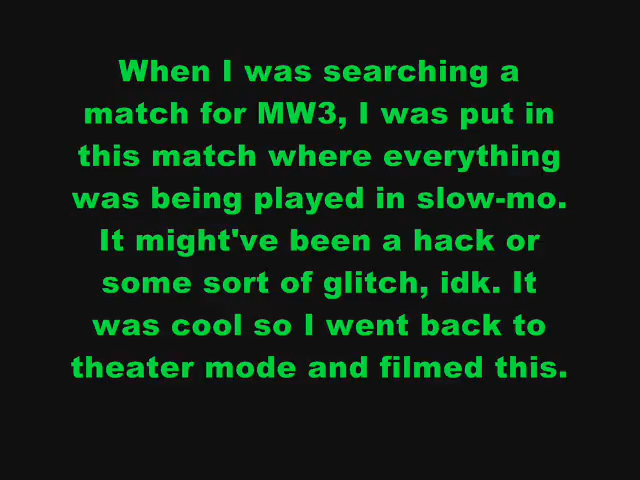 When I was searching a
match for MW3, I was put in
this match where everything
was being played in slow-mo.
It might've been a hack or
some sort of glitch, idk. It
was cool so I went back to
theater mode and filmed this.